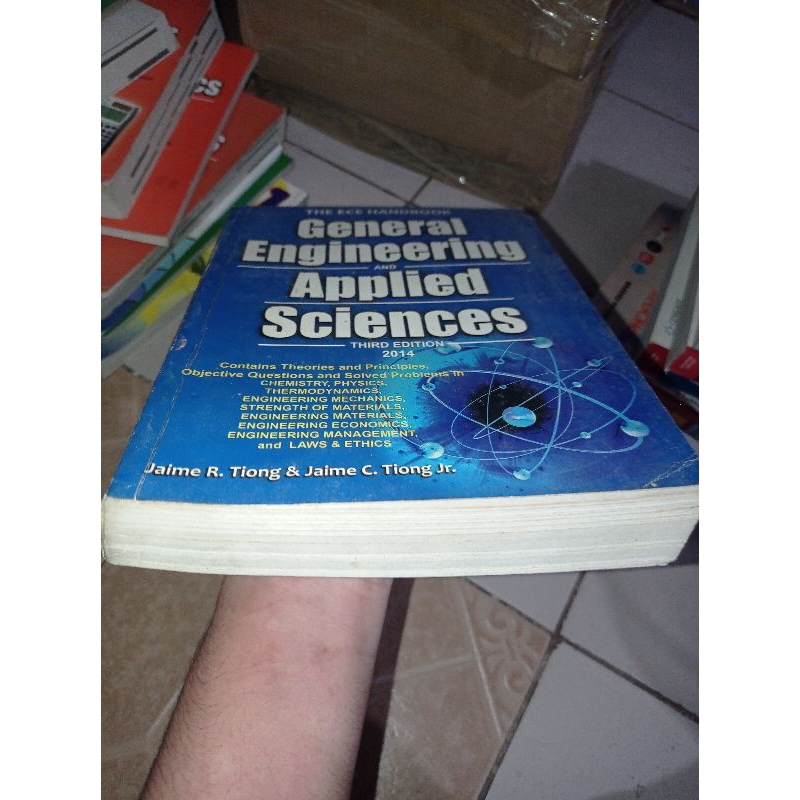 THE ECE HANDBOOK
General
Engineering
AND
Applied
Sciences
THIRD EDITION
2014
Contains Theories and Principles,
Objective Questions and Solved Problems in
CHEMISTRY, PHYSICS,
THERMODYNAMICS,
ENGINEERING MECHANICS,
STRENGTH OF MATERIALS,
ENGINEERING MATERIALS,
ENGINEERING ECONOMICS,
ENGINEERING MANAGEMENT,
and LAWS & ETHICS
Jaime R. Tiong & Jaime C. Tiong Jr.